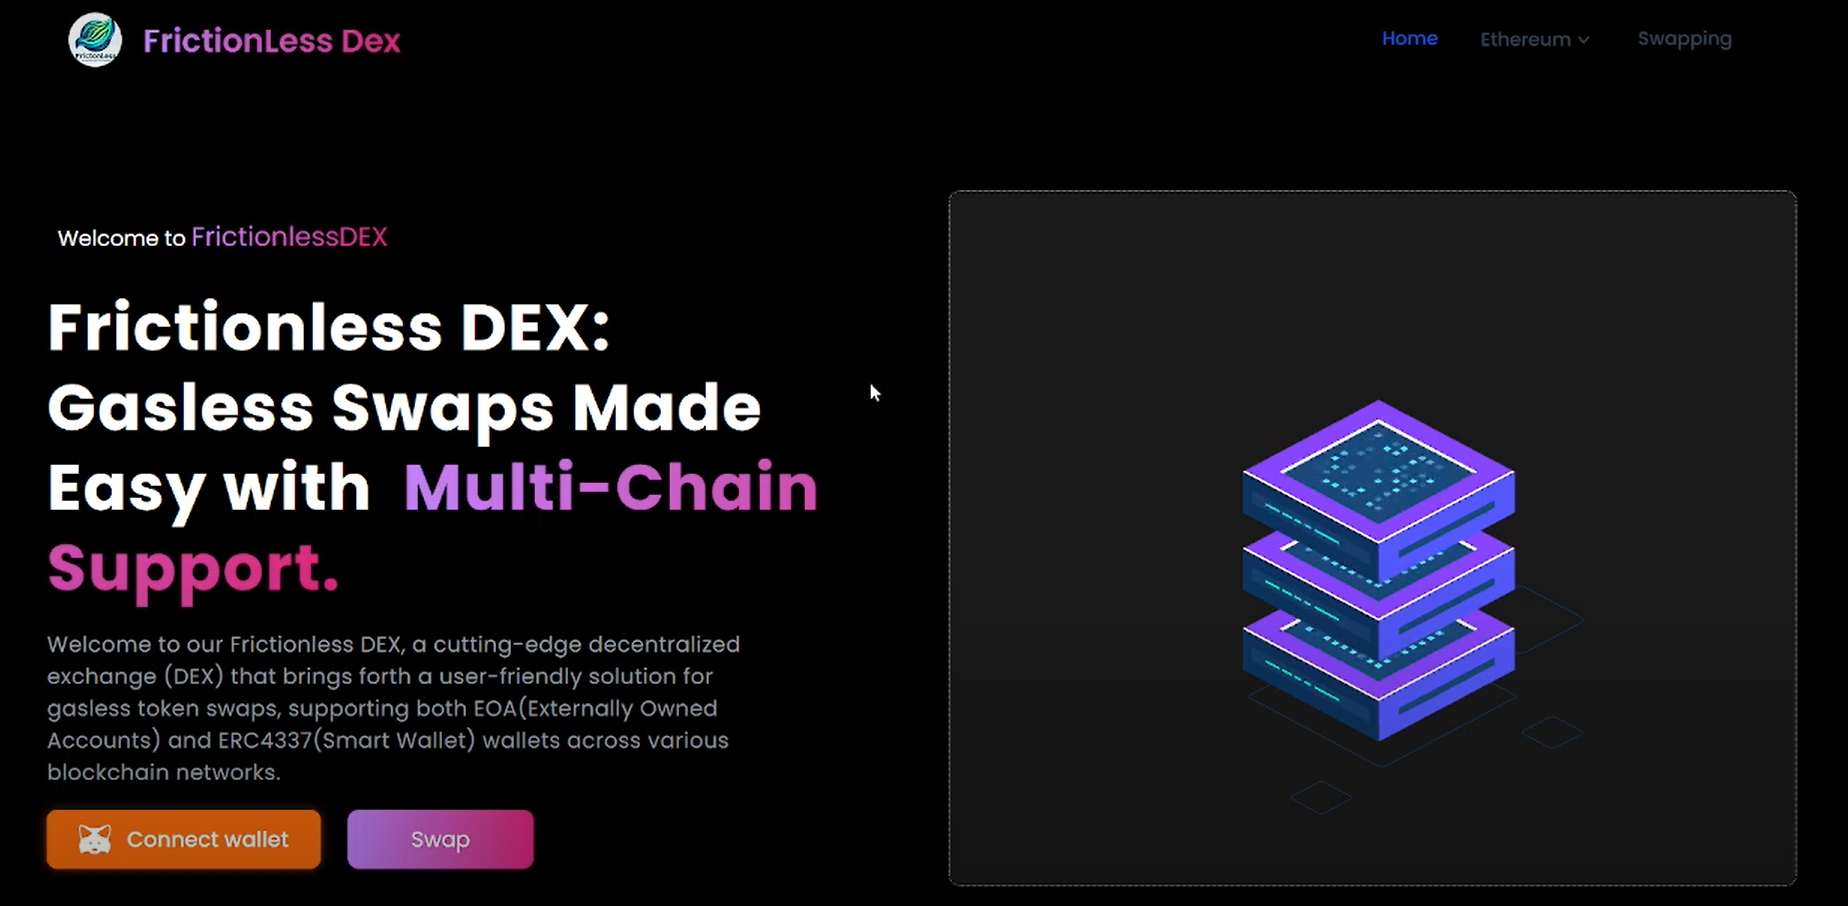 FrictionLess Dex
Home
Ethereum
Swapping
Welcome to FrictionlessDEX
Frictionless DEX:
Gasless Swaps Made
Easy with Multi-Chain
Support.
Welcome to our Frictionless DEX, a cutting-edge decentralized
exchange (DEX) that brings forth a user-friendly solution for
gasless token swaps, supporting both EOA(Externally Owned
Accounts) and ERC4337(Smart Wallet) wallets across various
blockchain networks.
Connect wallet
Swap